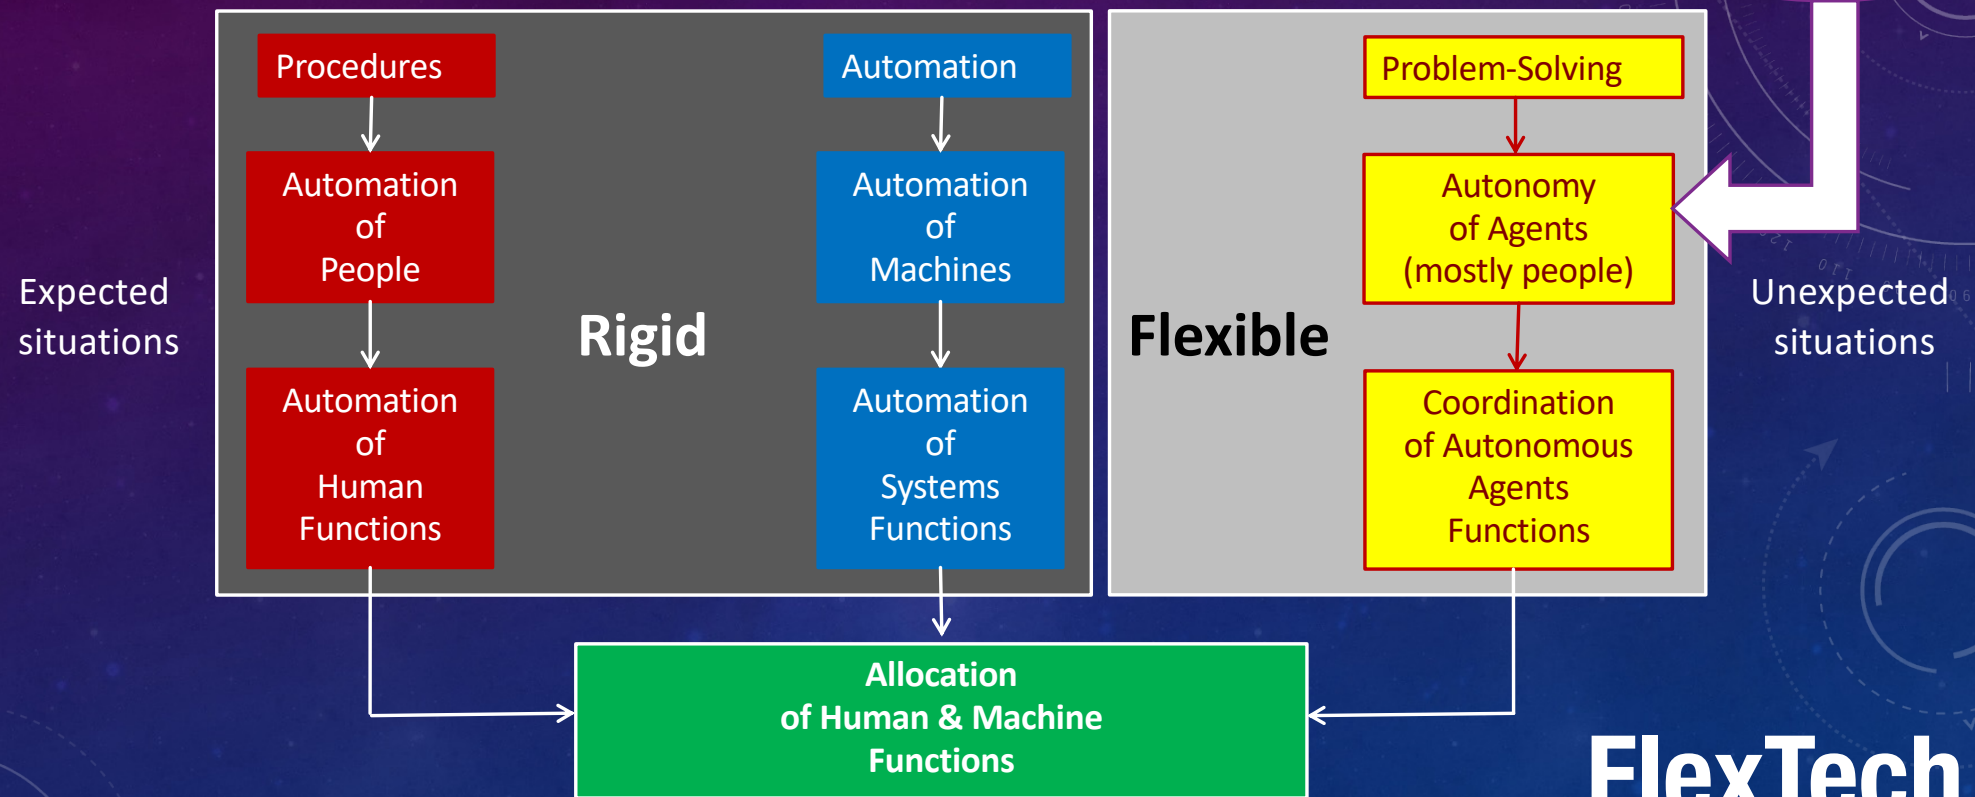 Procedures
Automation
of
People
Automation
of
Human
Functions
Expected
situations
Rigid
Automation
Automation
of
Machines
Automation
of
Systems
Functions
Flexible
Problem-Solving
Autonomy
of Agents
(mostly people)
Coordination
of Autonomous
Agents
Functions
Unexpected
situations
Allocation
of Human & Machine
Functions
FlexTech